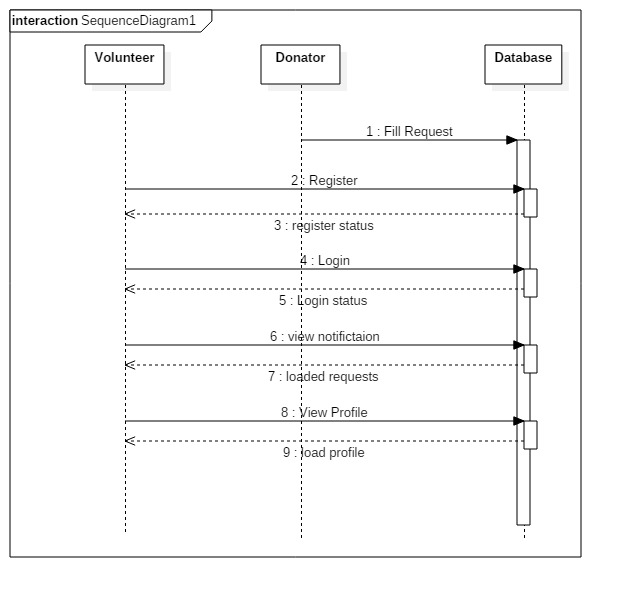 interaction SequenceDiagram1
Volunteer Donator Database
1 : Fill Request
2 : Register
3 : register status
4 : Login
5 : Login status
6 : view notifictaion
7 : loaded requests
8 : View Profile
9 : load profile